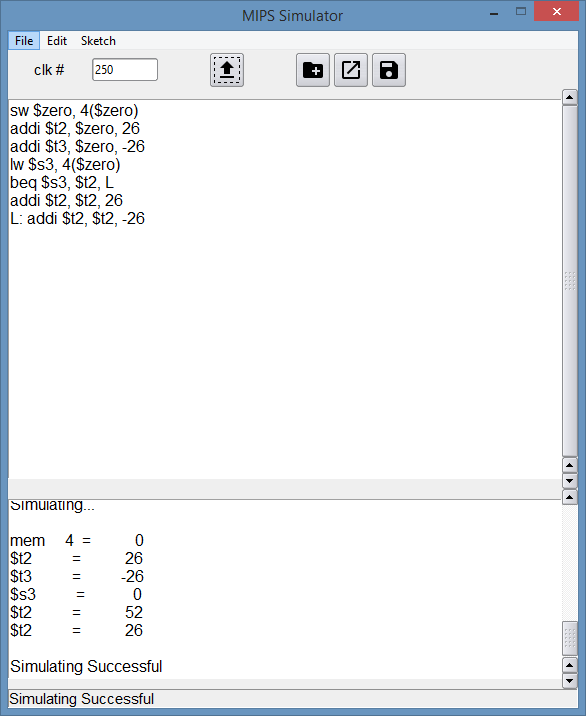 MIPS Simulator
File Edit Sketch
clk # 250
sw $zero, 4($zero)
addi $t2, $zero, 26
addi $t3, $zero, -26
lw $s3, 4($zero)
beq $s3, $t2, L
addi $t2, $t2, 26
L: addi $t2, $t2, -26
Simulating...
mem 4 = 0
$t2 = 26
$t3 = -26
$s3 = 0
$t2 = 52
$t2 = 26
Simulating Successful
Simulating Successful